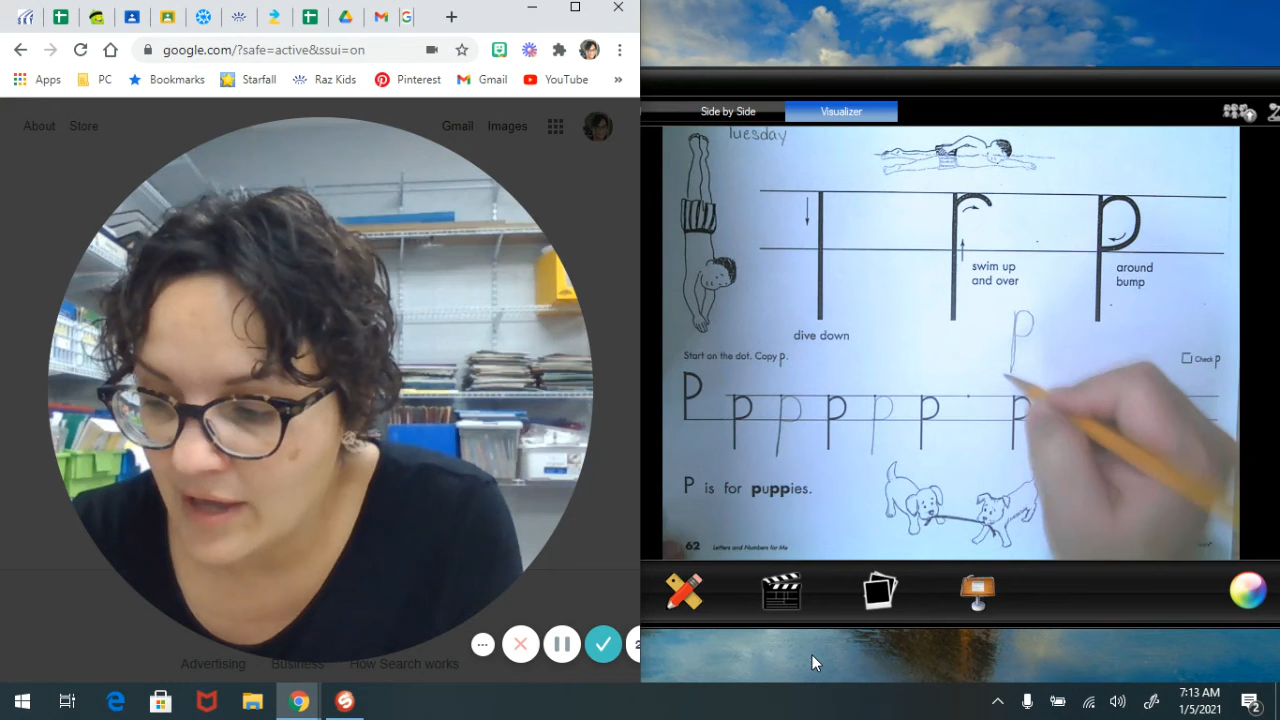 google.com/?safe=active&ssui=on
Apps PC Bookmarks Starfall Raz Kids Pinterest Gmail YouTube »
About Store Gmail Images
Advertising Business How Search works
Side by Side Visualizer
Tuesday
swim up
and over
around
bump
dive down
p
Start on the dot. Copy p.
Check p
P p p p p p p
P is for puppies.
62 Letters and Numbers for Me
7:13 AM
1/5/2021
2